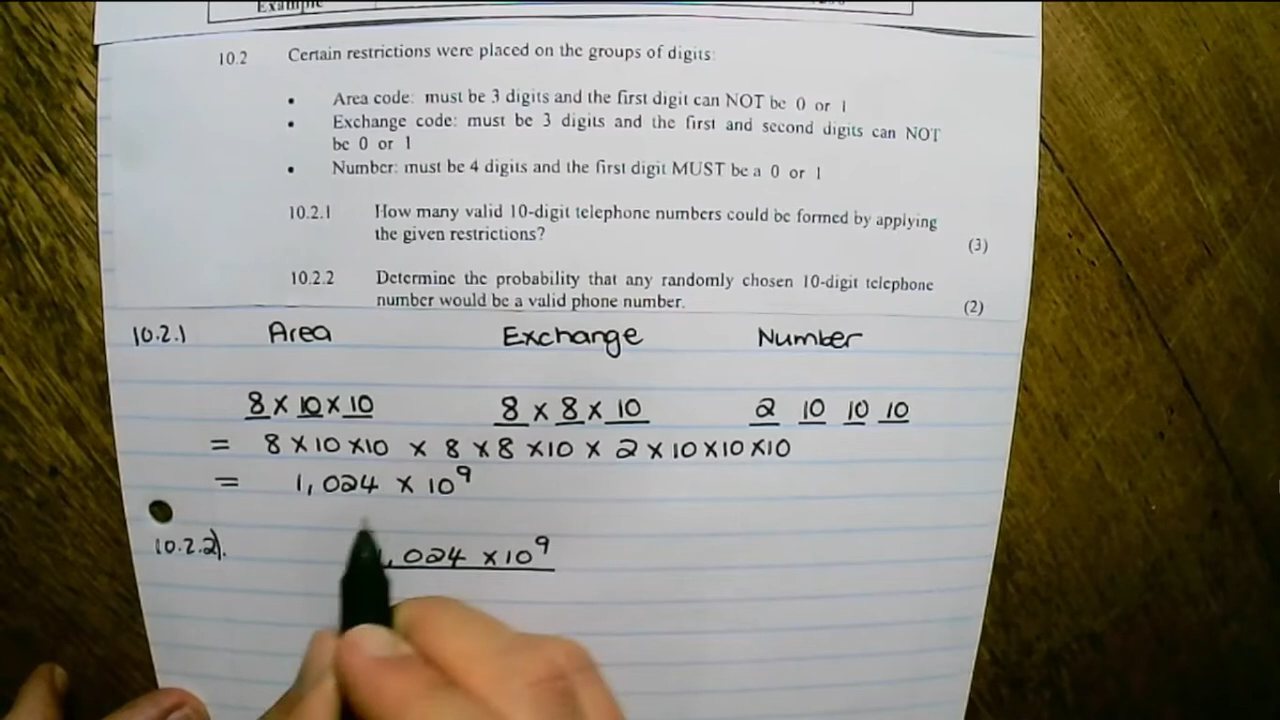 Example
10.2 Certain restrictions were placed on the groups of digits:
• Area code: must be 3 digits and the first digit can NOT be 0 or 1
• Exchange code: must be 3 digits and the first and second digits can NOT
be 0 or 1
• Number: must be 4 digits and the first digit MUST be a 0 or 1
10.2.1 How many valid 10-digit telephone numbers could be formed by applying
the given restrictions?
(3)
10.2.2 Determine the probability that any randomly chosen 10-digit telephone
number would be a valid phone number.
(2)
10.2.1 Area Exchange Number
8 × 10 × 10 8 × 8 × 10 2 10 10 10
= 8 × 10 × 10 × 8 × 8 × 10 × 2 × 10 × 10 × 10
= 1,024 × 10⁹
10.2.2). ,024 × 10⁹